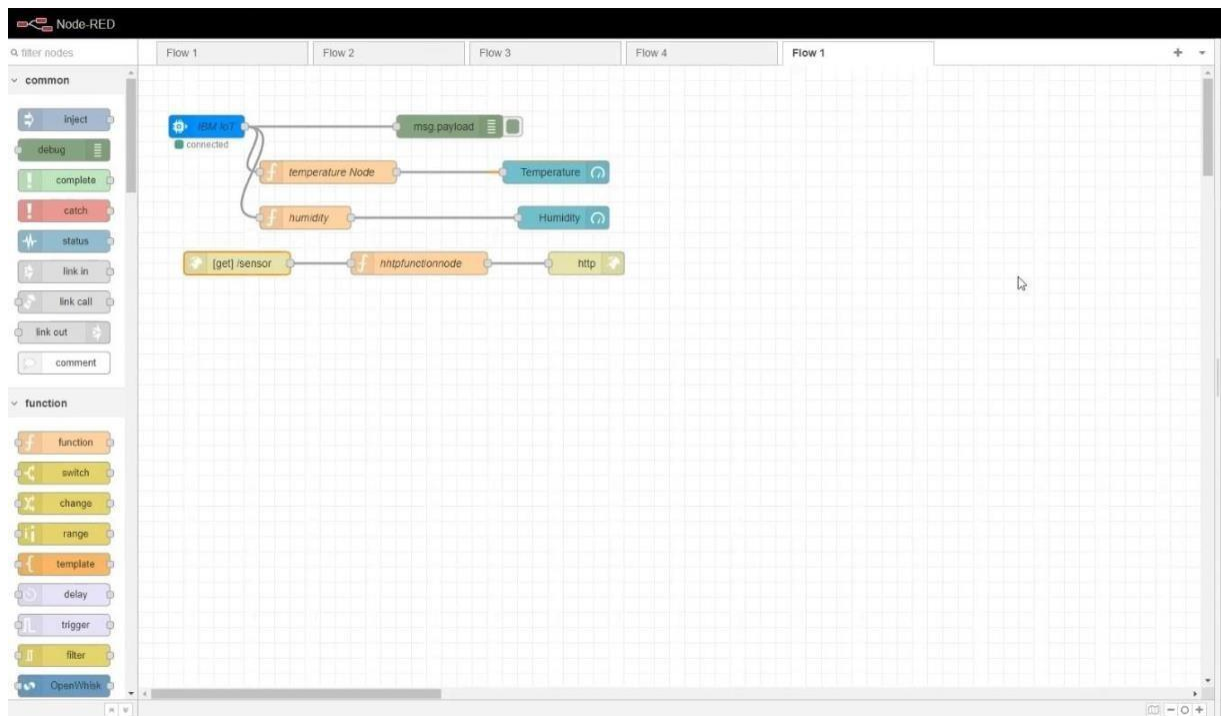 Node-RED
filter nodes
Flow 1
Flow 2
Flow 3
Flow 4
Flow 1
common
inject
debug
complete
catch
status
link in
link call
link out
comment
function
function
switch
change
range
template
delay
trigger
filter
OpenWhisk
IBM IoT
connected
msg.payload
temperature Node
Temperature
humidity
Humidity
[get] /sensor
hhtpfunctionnode
http